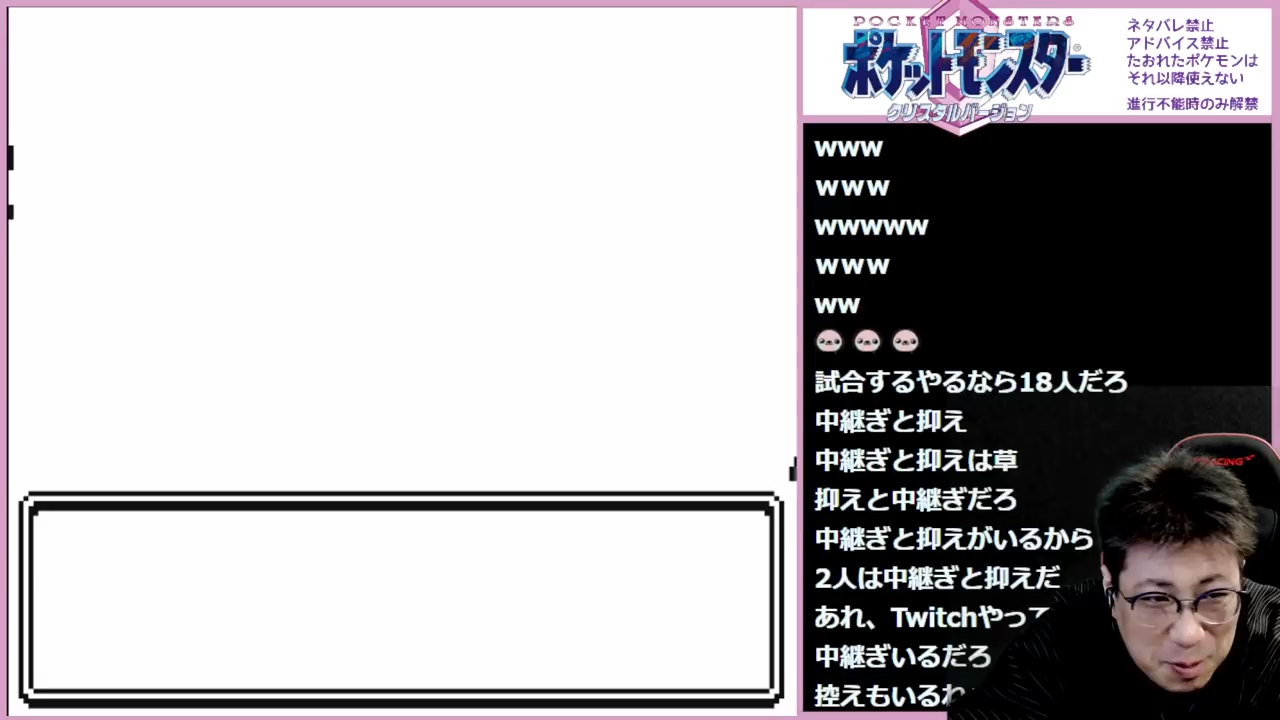 POCKET MONSTERS
ポケットモンスター
クリスタルバージョン
ネタバレ禁止
アドバイス禁止
たおれたポケモンは
それ以降使えない
進行不能時のみ解禁
www
ｗｗｗ
wwwww
ｗｗｗ
ww
試合するやるなら18人だろ
中継ぎと抑え
中継ぎと抑えは草
抑えと中継ぎだろ
中継ぎと抑えがいるから
2人は中継ぎと抑えだ
あれ、Twitchやって
中継ぎいるだろ
控えもいるれ